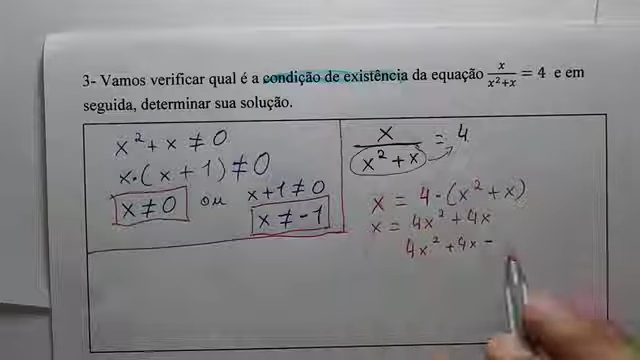 3- Vamos verificar qual é a condição de existência da equação x/(x²+x) = 4 e em
seguida, determinar sua solução.
x² + x ≠ 0
x·(x + 1) ≠ 0
x ≠ 0 ou x+1 ≠ 0
x ≠ -1
x/(x² + x) = 4
x = 4·(x² + x)
x = 4x² + 4x
4x² + 4x -